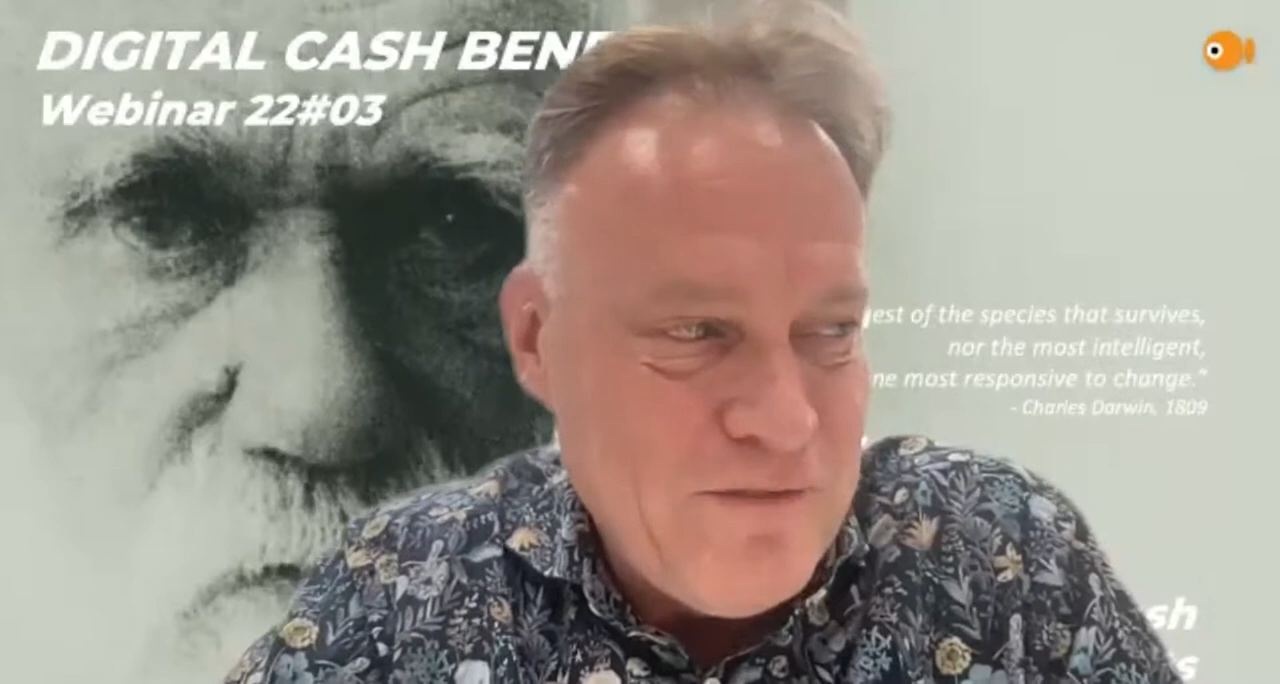 DIGITAL CASH BENE
Webinar 22#03
gest of the species that survives,
nor the most intelligent,
ne most responsive to change.”
- Charles Darwin, 1809
sh
s